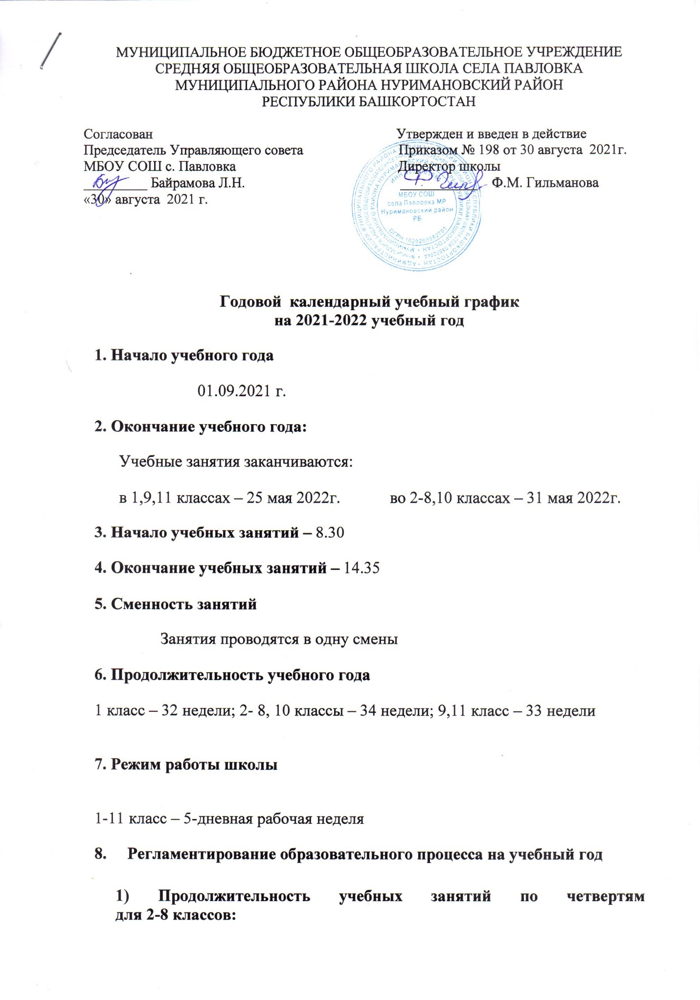 МУНИЦИПАЛЬНОЕ БЮДЖЕТНОЕ ОБЩЕОБРАЗОВАТЕЛЬНОЕ УЧРЕЖДЕНИЕ
СРЕДНЯЯ ОБЩЕОБРАЗОВАТЕЛЬНАЯ ШКОЛА СЕЛА ПАВЛОВКА
МУНИЦИПАЛЬНОГО РАЙОНА НУРИМАНОВСКИЙ РАЙОН
РЕСПУБЛИКИ БАШКОРТОСТАН
Согласован Утвержден и введен в действие
Председатель Управляющего совета Приказом № 198 от 30 августа 2021г.
МБОУ СОШ с. Павловка Директор школы
__________ Байрамова Л.Н. ____________ Ф.М. Гильманова
«30» августа 2021 г.
МБОУ СОШ
села Павловка МР
Нуримановский район
РБ
Годовой календарный учебный график
на 2021-2022 учебный год
1. Начало учебного года
01.09.2021 г.
2. Окончание учебного года:
Учебные занятия заканчиваются:
в 1,9,11 классах – 25 мая 2022г. во 2-8,10 классах – 31 мая 2022г.
3. Начало учебных занятий – 8.30
4. Окончание учебных занятий – 14.35
5. Сменность занятий
Занятия проводятся в одну смены
6. Продолжительность учебного года
1 класс – 32 недели; 2- 8, 10 классы – 34 недели; 9,11 класс – 33 недели
7. Режим работы школы
1-11 класс – 5-дневная рабочая неделя
8. Регламентирование образовательного процесса на учебный год
1) Продолжительность учебных занятий по четвертям
для 2-8 классов: